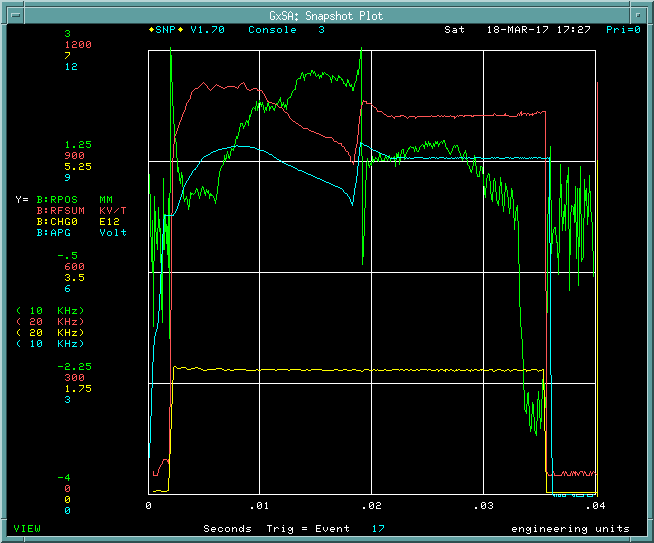 GxSA: Snapshot Plot
◆SNP◆ V1.70 Console 3 Sat 18-MAR-17 17:27 Pri=0
3
1200
7
12
1.25
900
5.25
9
Y= B:RPOS MM
B:RFSUM KV/T
B:CHG0 E12
B:APG Volt
-.5
600
3.5
6
( 10 KHz)
( 20 KHz)
( 20 KHz)
( 10 KHz)
-2.25
300
1.75
3
-4
0
0
0
0 .01 .02 .03 .04
VIEW Seconds Trig = Event 17 engineering units